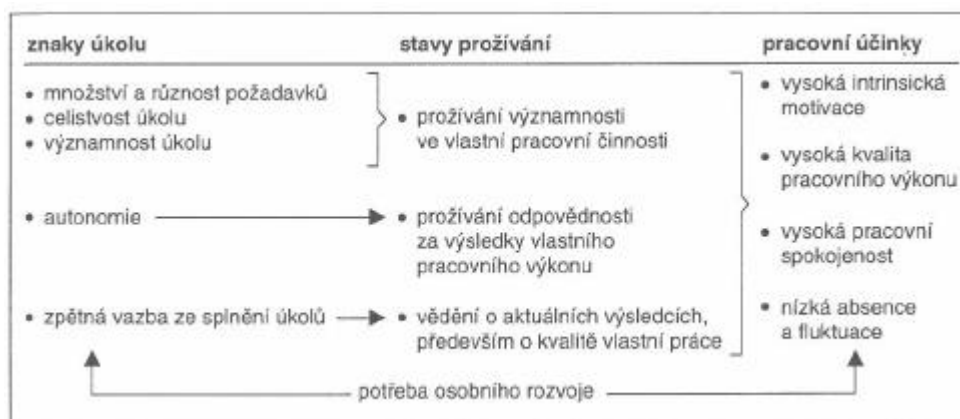 znaky úkolu
stavy prožívání
pracovní účinky
• množství a různost požadavků
• celistvost úkolu
• významnost úkolu
• prožívání významnosti
ve vlastní pracovní činnosti
• autonomie
• prožívání odpovědnosti
za výsledky vlastního
pracovního výkonu
• zpětná vazba ze splnění úkolů
• vědění o aktuálních výsledcích,
především o kvalitě vlastní práce
• vysoká intrinsická
motivace
• vysoká kvalita
pracovního výkonu
• vysoká pracovní
spokojenost
• nízká absence
a fluktuace
potřeba osobního rozvoje